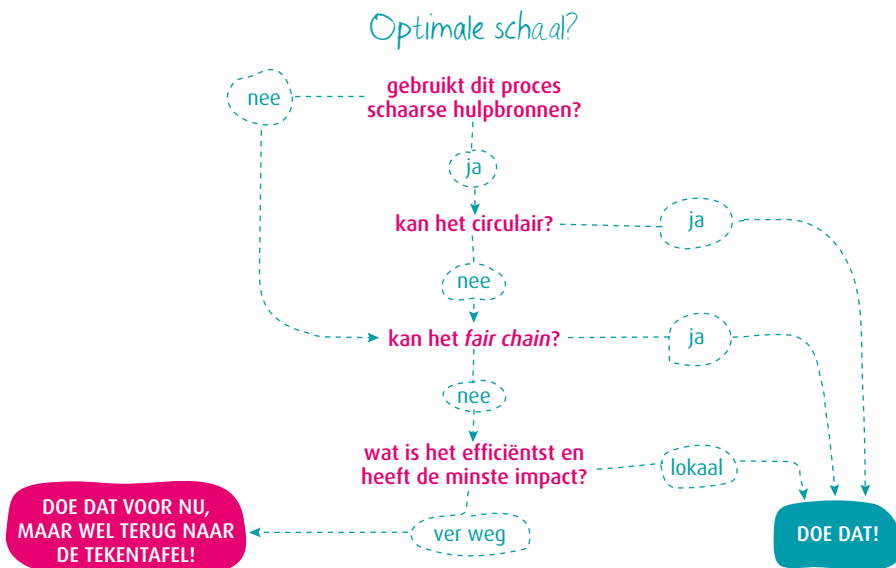 Optimale schaal?
gebruikt dit proces
schaarse hulpbronnen?
nee
ja
kan het circulair?
ja
nee
kan het fair chain?
ja
nee
wat is het efficiëntst en
heeft de minste impact?
lokaal
ver weg
DOE DAT VOOR NU,
MAAR WEL TERUG NAAR
DE TEKENTAFEL!
DOE DAT!